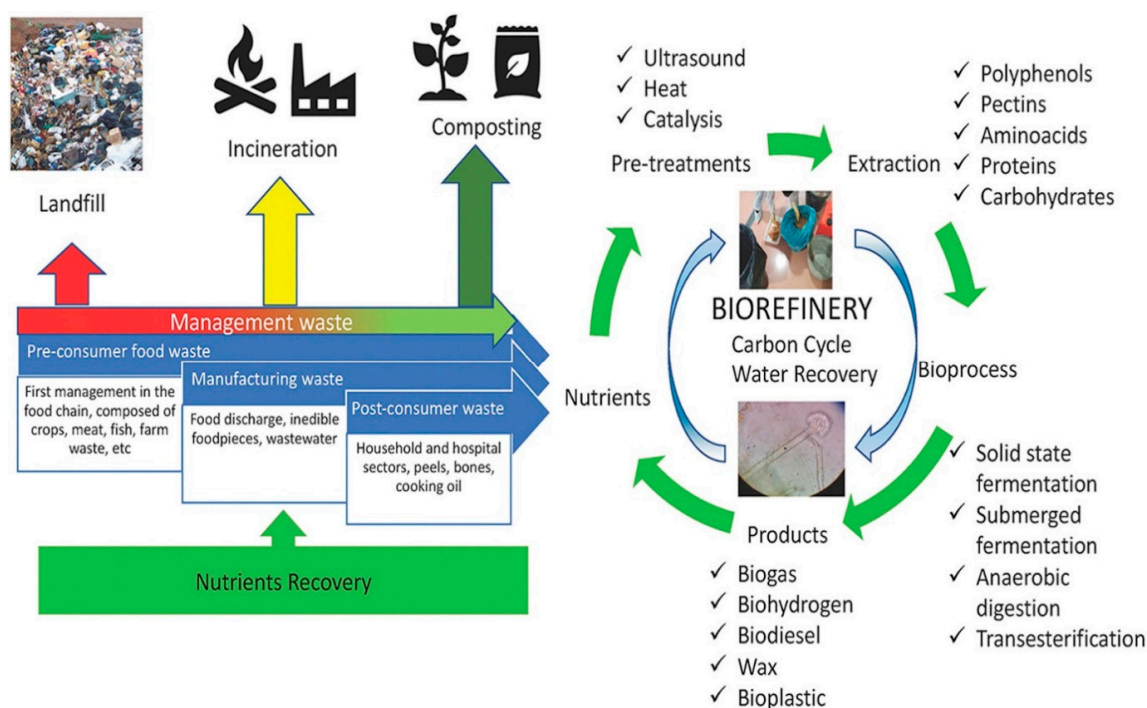 Landfill
Incineration
Composting
Management waste
Pre-consumer food waste
First management in the
food chain, composed of
crops, meat, fish, farm
waste, etc
Manufacturing waste
Food discharge, inedible
foodpieces, wastewater
Post-consumer waste
Household and hospital
sectors, peels, bones,
cooking oil
Nutrients Recovery
✓ Ultrasound
✓ Heat
✓ Catalysis
Pre-treatments
Extraction
✓ Polyphenols
✓ Pectins
✓ Aminoacids
✓ Proteins
✓ Carbohydrates
BIOREFINERY
Carbon Cycle
Water Recovery
Nutrients
Bioprocess
✓ Solid state
fermentation
✓ Submerged
fermentation
✓ Anaerobic
digestion
✓ Transesterification
Products
✓ Biogas
✓ Biohydrogen
✓ Biodiesel
✓ Wax
✓ Bioplastic